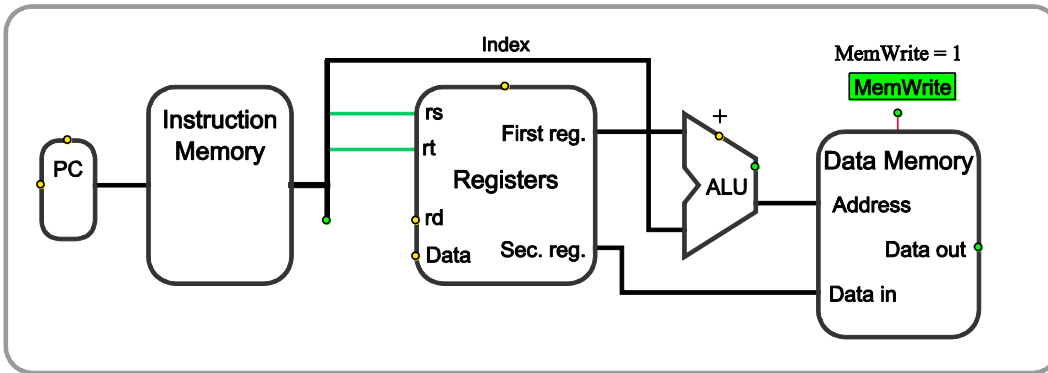 Index
MemWrite = 1
MemWrite
Instruction
Memory
PC
rs
rt
rd
Data
First reg.
Registers
Sec. reg.
+
ALU
Data Memory
Address
Data out
Data in